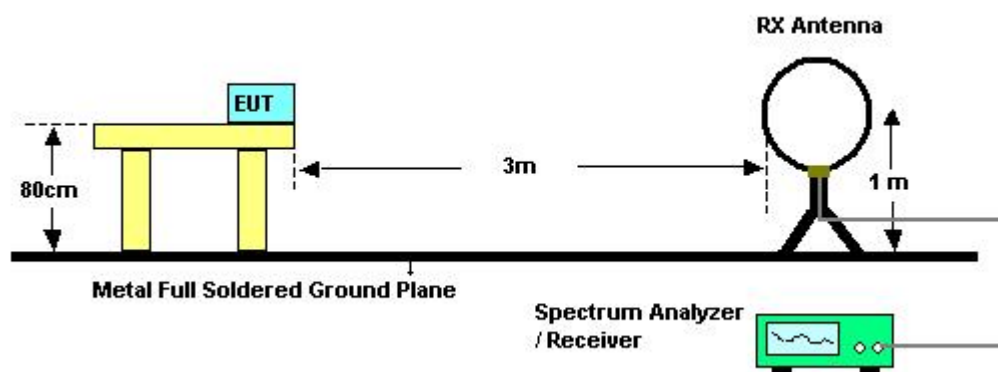 RX Antenna
EUT
3m
80cm
1 m
Metal Full Soldered Ground Plane
Spectrum Analyzer
/ Receiver